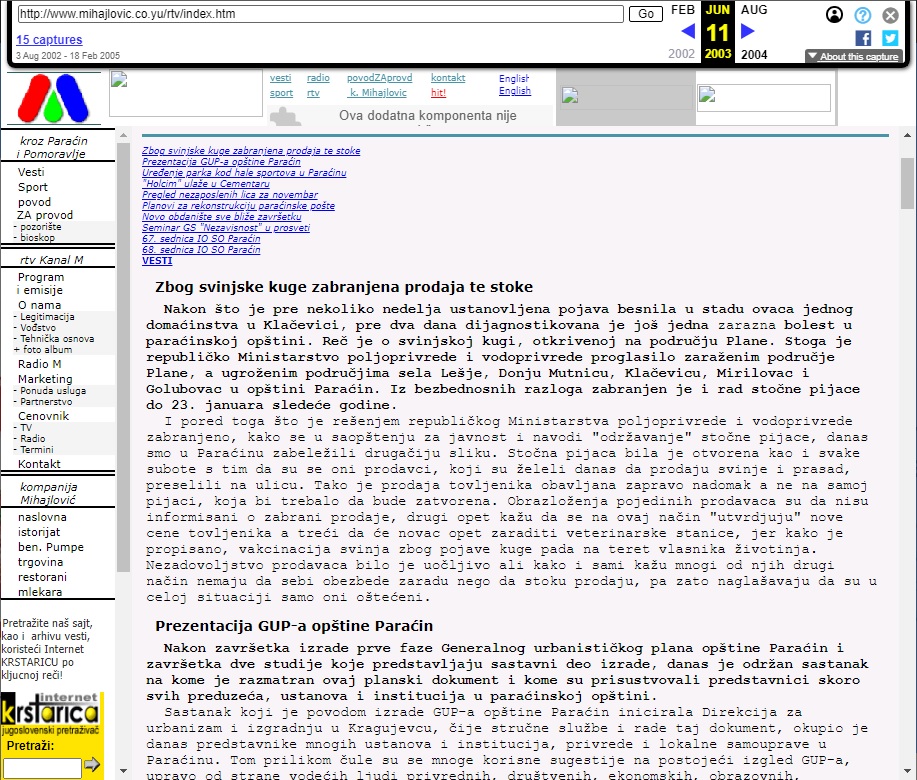 http://www.mihajlovic.co.yu/rtv/index.htm
Go
FEB
JUN
AUG
15 captures
11
3 Aug 2002 - 18 Feb 2005
2002
2003
2004
About this capture
vesti
radio
povodZAprovd
kontakt
English
sport
rtv
k. Mihajlovic
hit!
English
Ova dodatna komponenta nije
kroz Paraćin
i Pomoravlje
Vesti
Sport
povod
ZA provod
- pozorište
- bioskop
rtv Kanal M
Program
i emisije
O nama
- Legitimacija
- Vođstvo
- Tehnička osnova
+ foto album
Radio M
Marketing
- Ponuda usluga
- Partnerstvo
Cenovnik
- TV
- Radio
- Termini
Kontakt
kompanija
Mihajlović
naslovna
istorijat
ben. Pumpe
trgovina
restorani
mlekara
Pretražite naš sajt,
kao i arhivu vesti,
koristeći Internet
KRSTARICU po
ključnoj reči!
internet
krstarica
jugoslovenski pretraživač
Pretraži:
Zbog svinjske kuge zabranjena prodaja te stoke
Prezentacija GUP-a opštine Paraćin
Uređenje parka kod hale sportova u Paraćinu
"Holcim" ulaže u Cementaru
Pregled nezaposlenih lica za novembar
Planovi za rekonstrukciju paraćinske pošte
Novo obdanište sve bliže završetku
Seminar GS "Nezavisnost" u prosveti
67. sednica IO SO Paraćin
68. sednica IO SO Paraćin
VESTI
Zbog svinjske kuge zabranjena prodaja te stoke
Nakon što je pre nekoliko nedelja ustanovljena pojava besnila u stadu ovaca jednog
domaćinstva u Klačevici, pre dva dana dijagnostikovana je još jedna zarazna bolest u
paraćinskoj opštini. Reč je o svinjskoj kugi, otkrivenoj na području Plane. Stoga je
republičko Ministarstvo poljoprivrede i vodoprivrede proglasilo zaraženim područje
Plane, a ugroženim područjima sela Lešje, Donju Mutnicu, Klačevicu, Mirilovac i
Golubovac u opštini Paraćin. Iz bezbednosnih razloga zabranjen je i rad stočne pijace
do 23. januara sledeće godine.
I pored toga što je rešenjem republičkog Ministarstva poljoprivrede i vodoprivrede
zabranjeno, kako se u saopštenju za javnost i navodi "održavanje" stočne pijace, danas
smo u Paraćinu zabeležili drugačiju sliku. Stočna pijaca bila je otvorena kao i svake
subote s tim da su se oni prodavci, koji su želeli danas da prodaju svinje i prasad,
preselili na ulicu. Tako je prodaja tovljenika obavljana zapravo nadomak a ne na samoj
pijaci, koja bi trebalo da bude zatvorena. Obrazloženja pojedinih prodavaca su da nisu
informisani o zabrani prodaje, drugi opet kažu da se na ovaj način "utvrdjuju" nove
cene tovljenika a treći da će novac opet zaraditi veterinarske stanice, jer kako je
propisano, vakcinacija svinja zbog pojave kuge pada na teret vlasnika životinja.
Nezadovoljstvo prodavaca bilo je uočljivo ali kako i sami kažu mnogi od njih drugi
način nemaju da sebi obezbede zaradu nego da stoku prodaju, pa zato naglašavaju da su u
celoj situaciji samo oni oštećeni.
Prezentacija GUP-a opštine Paraćin
Nakon završetka izrade prve faze Generalnog urbanističkog plana opštine Paraćin i
završetka dve studije koje predstavljaju sastavni deo izrade, danas je održan sastanak
na kome je razmatran ovaj planski dokument i kome su prisustvovali predstavnici skoro
svih preduzeća, ustanova i institucija u paraćinskoj opštini.
Sastanak koji je povodom izrade GUP-a opštine Paraćin inicirala Direkcija za
urbanizam i izgradnju u Kragujevcu, čije stručne službe i rade taj dokument, okupio je
danas predstavnike mnogih ustanova i institucija, privrede i lokalne samouprave u
Paraćinu. Tom prilikom čule su se mnoge korisne sugestije na postojeći izgled GUP-a,
upravo od strane vodećih ljudi privrednih, društvenih, ekonomskih, obrazovnih,